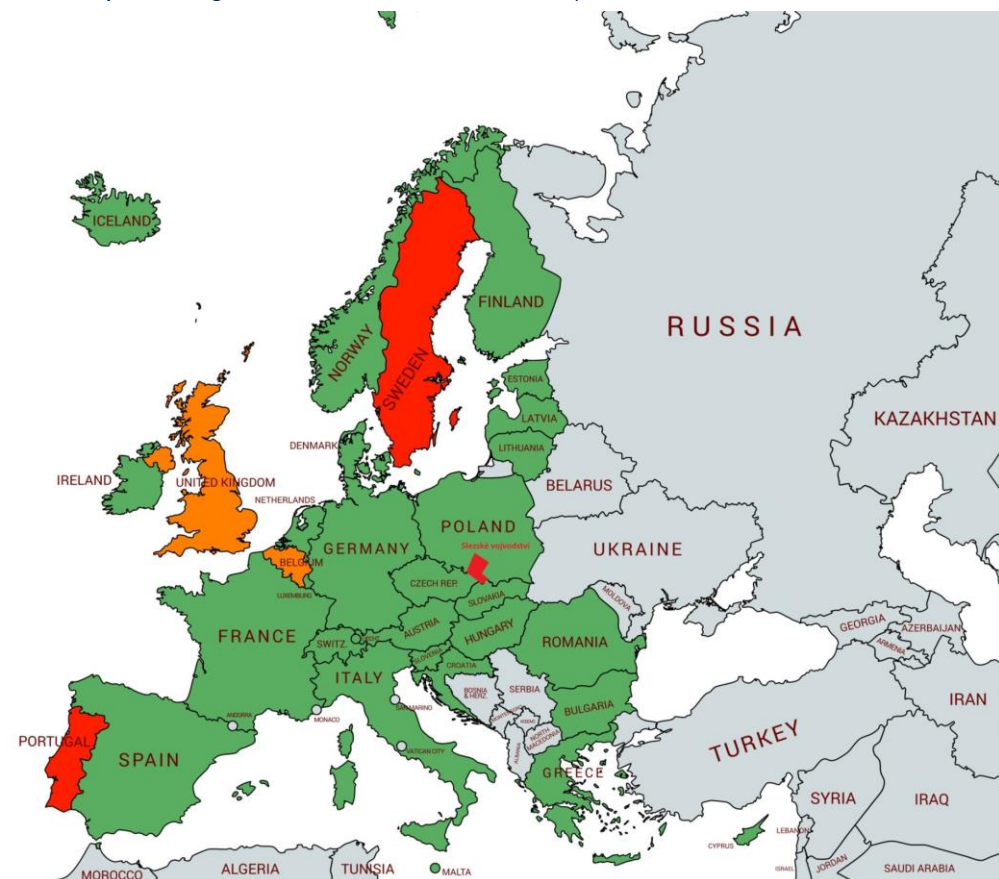 ICELAND
FINLAND
RUSSIA
NORWAY
SWEDEN
ESTONIA
LATVIA
KAZAKHSTAN
DENMARK
LITHUANIA
IRELAND
UNITED KINGDOM
BELARUS
NETHERLANDS
POLAND
GERMANY
Slezské vojvodství
UKRAINE
BELGIUM
CZECH REP.
LUXEMBURG
SLOVAKIA
MOLDOVA
FRANCE
SWITZ.
AUSTRIA
HUNGARY
ROMANIA
GEORGIA
AZERBAIJAN
ARMENIA
SLOVENIA
CROATIA
ITALY
BOSNIA
& HERZ.
SERBIA
IRAN
SAN MARINO
BULGARIA
ANDORRA
MONACO
NORTH
MACEDONIA
PORTUGAL
SPAIN
VATICAN CITY
ALBANIA
TURKEY
GREECE
SYRIA
IRAQ
LEBANON
CYPRUS
MOROCCO
ALGERIA
TUNISIA
MALTA
ISRAEL
JORDAN
SAUDI ARABIA